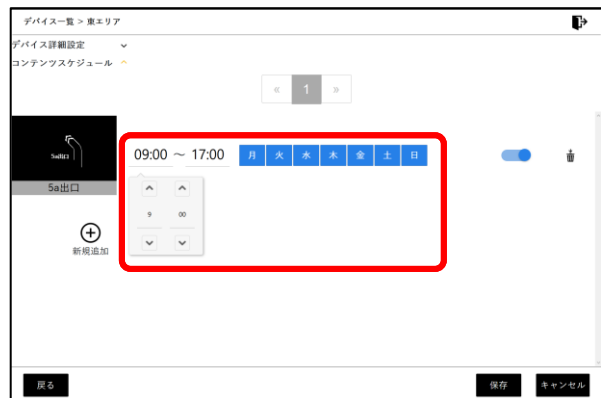 デバイス一覧 > 東エリア
デバイス詳細設定
コンテンツスケジュール
« 1 »
5a出口
09:00 ～ 17:00 月 火 水 木 金 土 日
5a出口
9 00
新規追加
戻る 保存 キャンセル